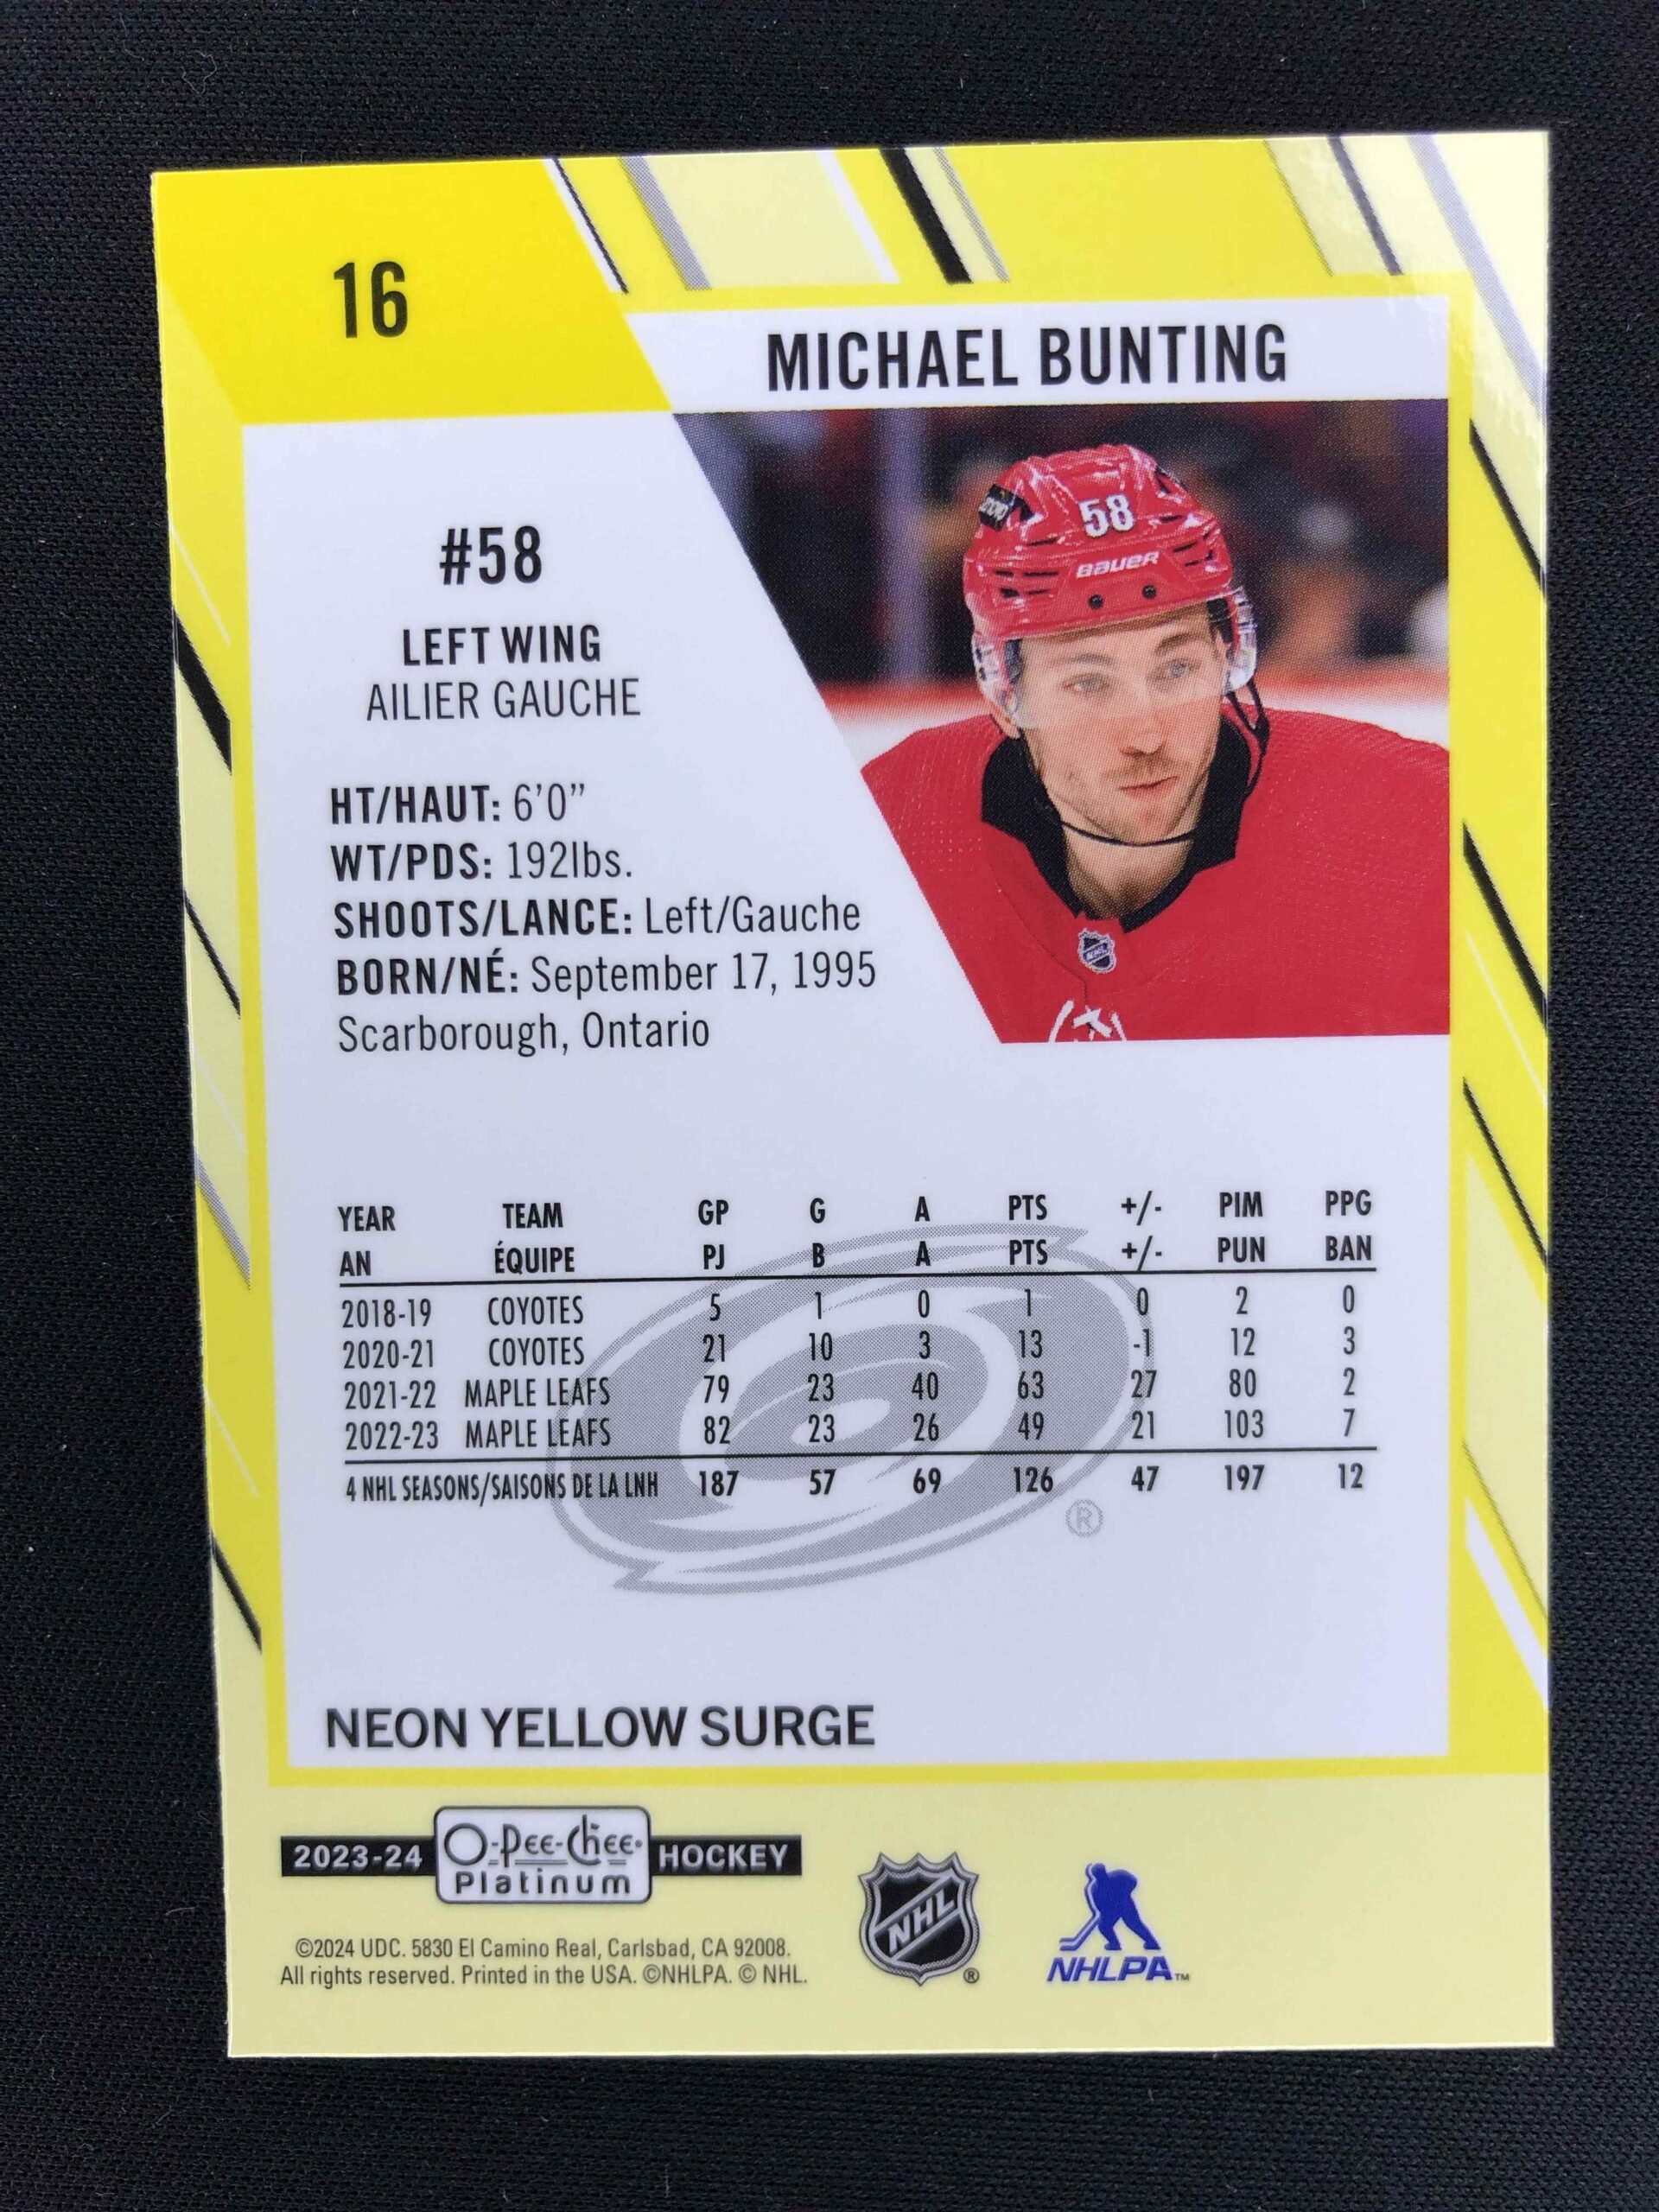 16
MICHAEL BUNTING
58
BAUER
#58
LEFT WING
AILIER GAUCHE
HT/HAUT: 6'0"
WT/PDS: 192lbs.
SHOOTS/LANCE: Left/Gauche
BORN/NÉ: September 17, 1995
Scarborough, Ontario
YEAR TEAM GP G A PTS +/- PIM PPG
AN ÉQUIPE PJ B A PTS +/- PUN BAN
2018-19 COYOTES 5 1 0 1 0 2 0
2020-21 COYOTES 21 10 3 13 -1 12 3
2021-22 MAPLE LEAFS 79 23 40 63 27 80 2
2022-23 MAPLE LEAFS 82 23 26 49 21 103 7
4 NHL SEASONS/SAISONS DE LA LNH 187 57 69 126 47 197 12
®
NEON YELLOW SURGE
2023-24 O-Pee-Chee® HOCKEY
Platinum
©2024 UDC. 5830 El Camino Real, Carlsbad, CA 92008.
All rights reserved. Printed in the USA. ©NHLPA. © NHL.
NHL ®
NHLPA™